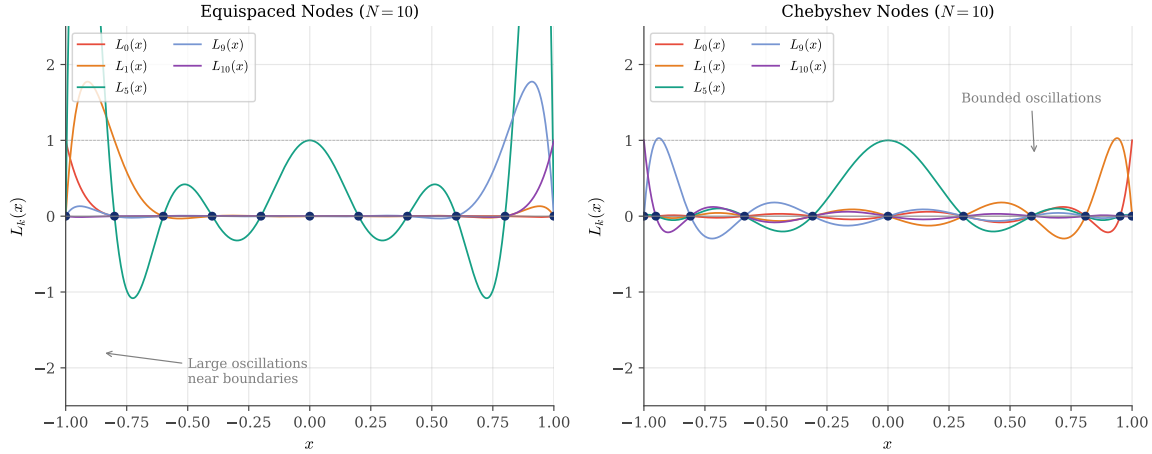 Equispaced Nodes (N = 10)
L₀(x) L₉(x)
L₁(x) L₁₀(x)
L₅(x)
2
1
0
−1
−2
Lₖ(x)
Large oscillations
near boundaries
−1.00 −0.75 −0.50 −0.25 0.00 0.25 0.50 0.75 1.00
x
Chebyshev Nodes (N = 10)
L₀(x) L₉(x)
L₁(x) L₁₀(x)
L₅(x)
Bounded oscillations
2
1
0
−1
−2
Lₖ(x)
−1.00 −0.75 −0.50 −0.25 0.00 0.25 0.50 0.75 1.00
x